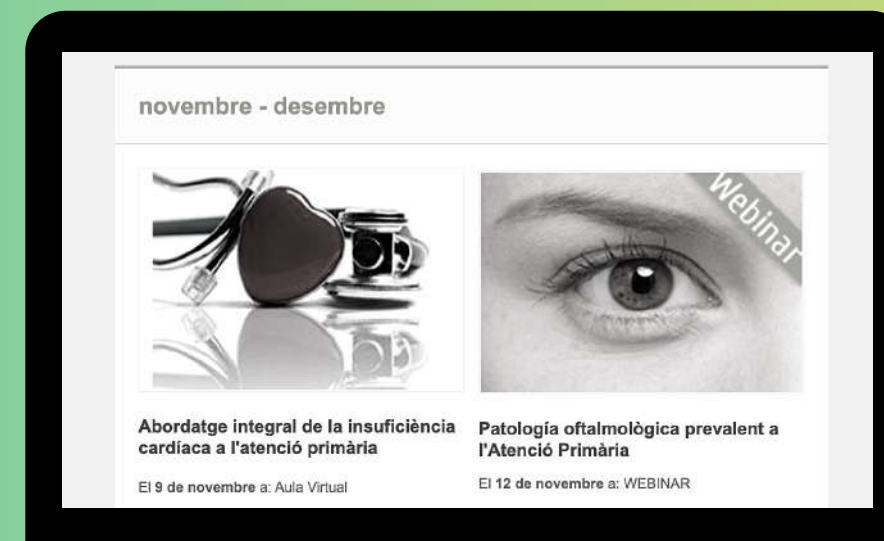 novembre - desembre
Webinar
Abordatge integral de la insuficiència
cardíaca a l'atenció primària
El 9 de novembre a: Aula Virtual
Patología oftalmològica prevalent a
l'Atenció Primària
El 12 de novembre a: WEBINAR